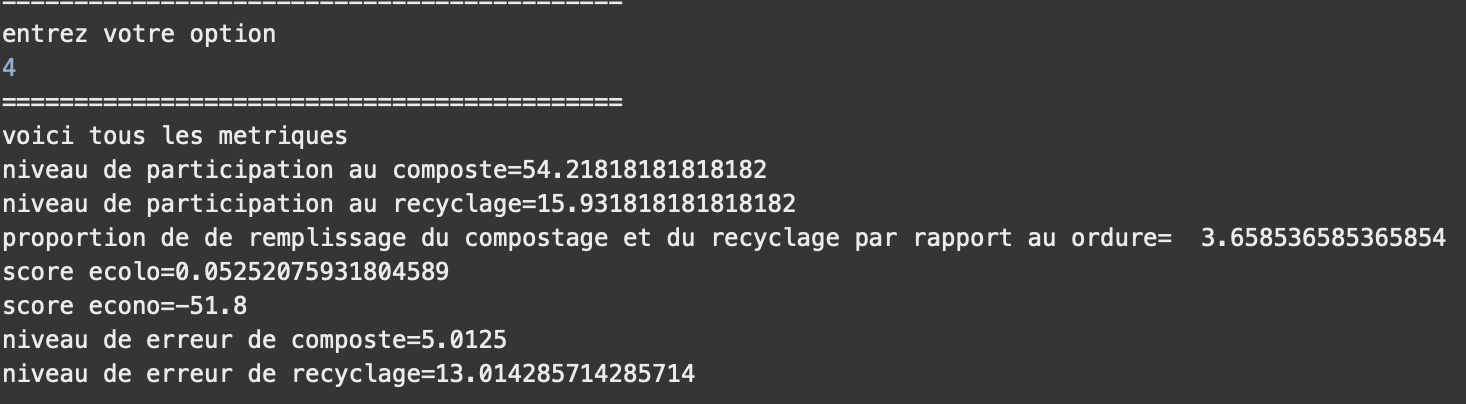 ===========================================
entrez votre option
4
===========================================
voici tous les metriques
niveau de participation au composte=54.21818181818182
niveau de participation au recyclage=15.931818181818182
proportion de de remplissage du compostage et du recyclage par rapport au ordure=  3.658536585365854
score ecolo=0.05252075931804589
score econo=-51.8
niveau de erreur de composte=5.0125
niveau de erreur de recyclage=13.014285714285714